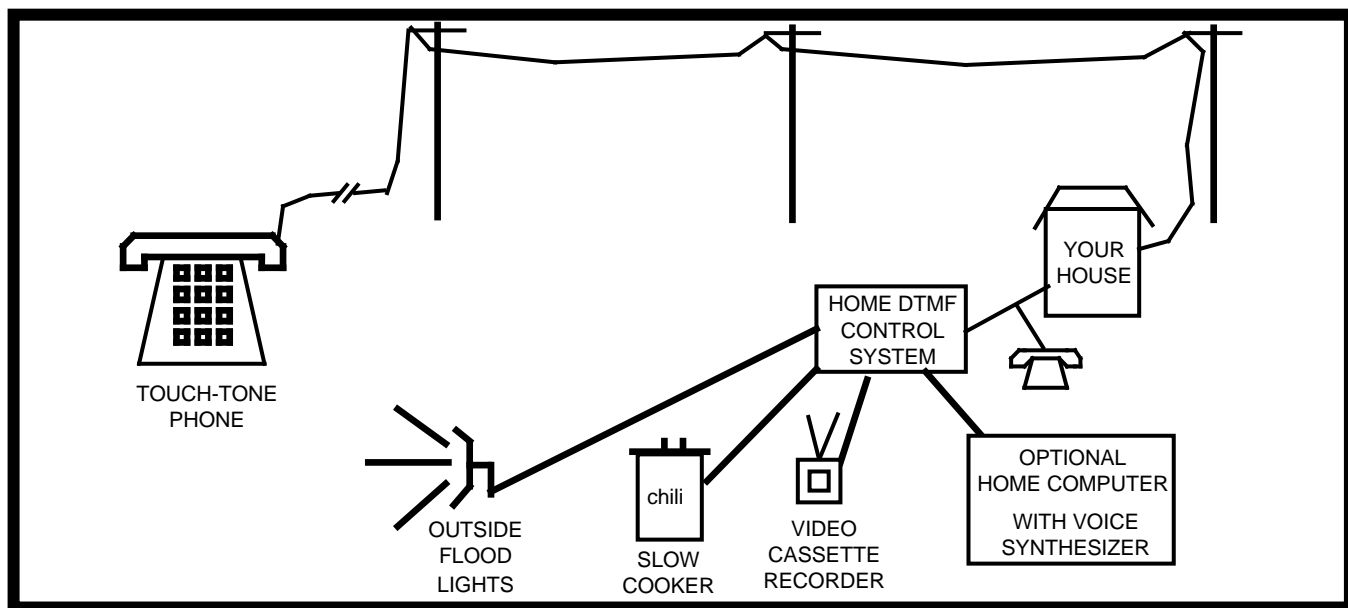 YOUR
HOUSE
HOME DTMF
CONTROL
SYSTEM
TOUCH-TONE
PHONE
chili
OUTSIDE
FLOOD
LIGHTS
SLOW
COOKER
VIDEO
CASSETTE
RECORDER
OPTIONAL
HOME COMPUTER
WITH VOICE
SYNTHESIZER